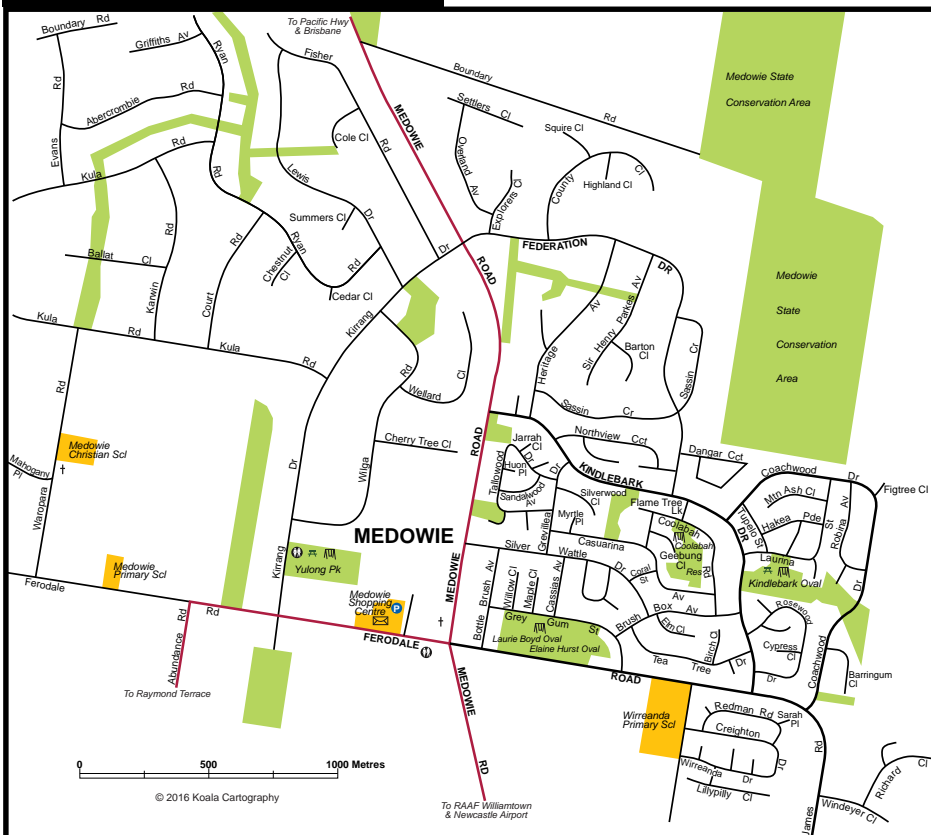 To Pacific Hwy
& Brisbane
Boundary Rd
Griffiths Av
Ryan
Rd
Fisher
Rd
MEDOWIE
Boundary
Rd
Medowie State
Conservation Area
Settlers Cl
Squire Cl
Abercrombie Rd
Evans
Rd
Cole Cl
Overland
Av
County
Cl
Highland Cl
Kula
Rd
Lewis
Dr
Explorers Cl
Summers Cl
Ryan
Rd
Dr
FEDERATION
DR
ROAD
Ballat Cl
Karwin
Rd
Court
Rd
Chestnut
Cl
Cedar Cl
Kirrang
Medowie
State
Conservation
Area
Heritage
Av
Sir Henry Parkes Av
Barton
Cl
Sassin Cr
Kula
Rd
Kula
Rd
Rd
Wellard
Cl
Sassin Cr
Rd
Medowie
Christian Scl
Mahogany
Pl
Waropara
Cherry Tree Cl
Wilga
Dr
ROAD
Jarrah
Cl
Northview Cct
Dangar Cct
Huon
Pl
Dr
Tallowood
Sandalwood
Av
Dr
KINDLEBARK
DR
Silverwood
Cl
Flame Tree
Lk
Coachwood Dr
Figtree Cl
Mtn Ash Cl
Tupelo St
Hakea Pde
St
Robina
Av
Myrtle
Pl
Grevillea
Coolabah
Coolabah
Res
Geebung
Cl
Rd
Laurina
Kindlebark Oval
Dr
MEDOWIE
Silver Wattle
Dr
Casuarina
Coral
St
Av
Medowie
Primary Scl
Ferodale
Rd
Kirrang
Yulong Pk
MEDOWIE
Medowie
Shopping
Centre
P
FERODALE
Bottle Brush Av
Willow Cl
Maple Cl
Cassias Av
Grey Gum St
Laurie Boyd Oval
Elaine Hurst Oval
Brush Box Av
Elm Cl
Birch Cl
Tea Tree Dr
Rosewood
Dr
Cypress
Cl
Coachwood
Barringum
Cl
Abundance
Rd
To Raymond Terrace
MEDOWIE
RD
ROAD
Wirreanda
Primary Scl
Redman Rd
Sarah
Pl
Creighton
Dr
Wirreanda Dr
Lillypilly Cl
Rd
James
Richard
Cl
Windeyer Cl
0 500 1000 Metres
© 2016 Koala Cartography
To RAAF Williamtown
& Newcastle Airport